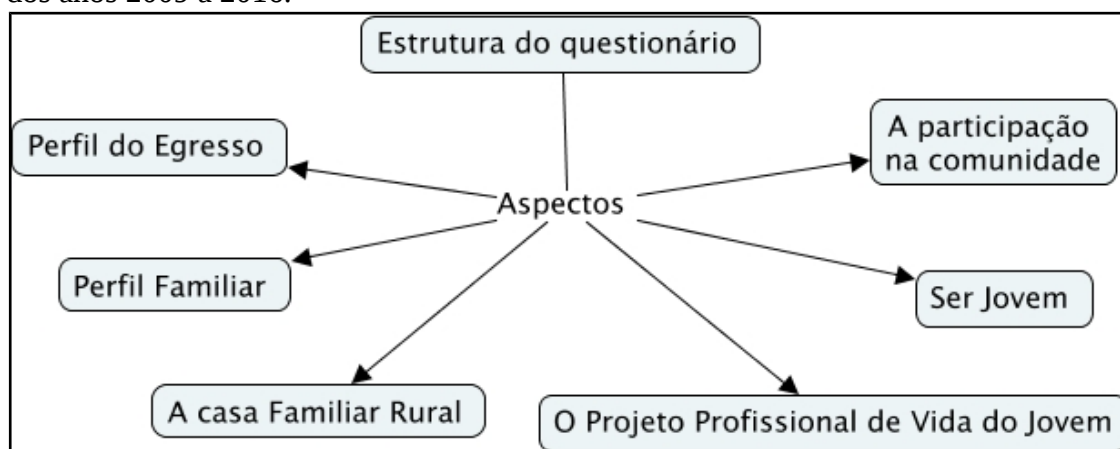 dos anos 2005 a 2016.
Estrutura do questionário
Perfil do Egresso
A participação
na comunidade
Aspectos
Perfil Familiar
Ser Jovem
A casa Familiar Rural
O Projeto Profissional de Vida do Jovem